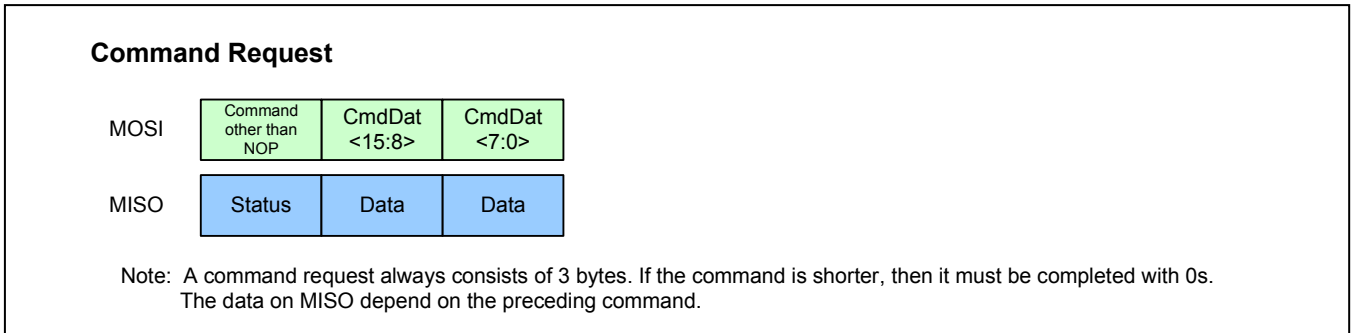 Command Request
MOSI
Command
other than
NOP
CmdDat
<15:8>
CmdDat
<7:0>
MISO
Status
Data
Data
Note: A command request always consists of 3 bytes. If the command is shorter, then it must be completed with 0s.
The data on MISO depend on the preceding command.